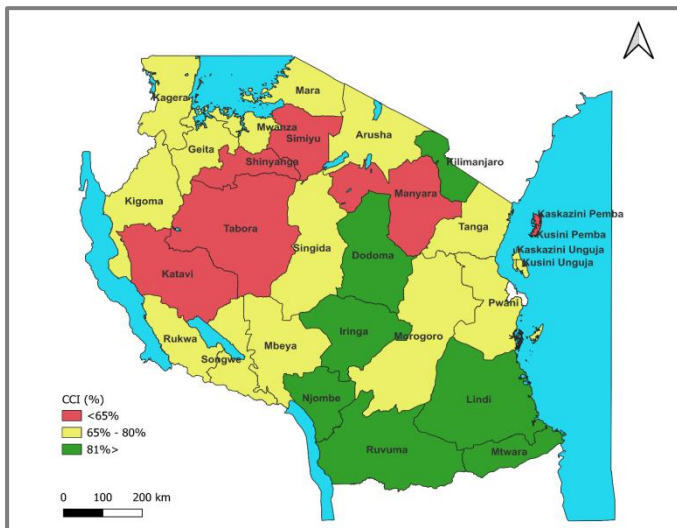 Kagera
Mara
Mwanza
Simiyu
Arusha
Geita
Shinyanga
Kilimanjaro
Kigoma
Manyara
Tabora
Singida
Tanga
Kaskazini Pemba
Kusini Pemba
Kaskazini Unguja
Kusini Unguja
Dodoma
Katavi
Pwani
Rukwa
Songwe
Mbeya
Iringa
Morogoro
Njombe
Lindi
Ruvuma
Mtwara
CCI (%)
<65%
65% - 80%
81%>
0 100 200 km